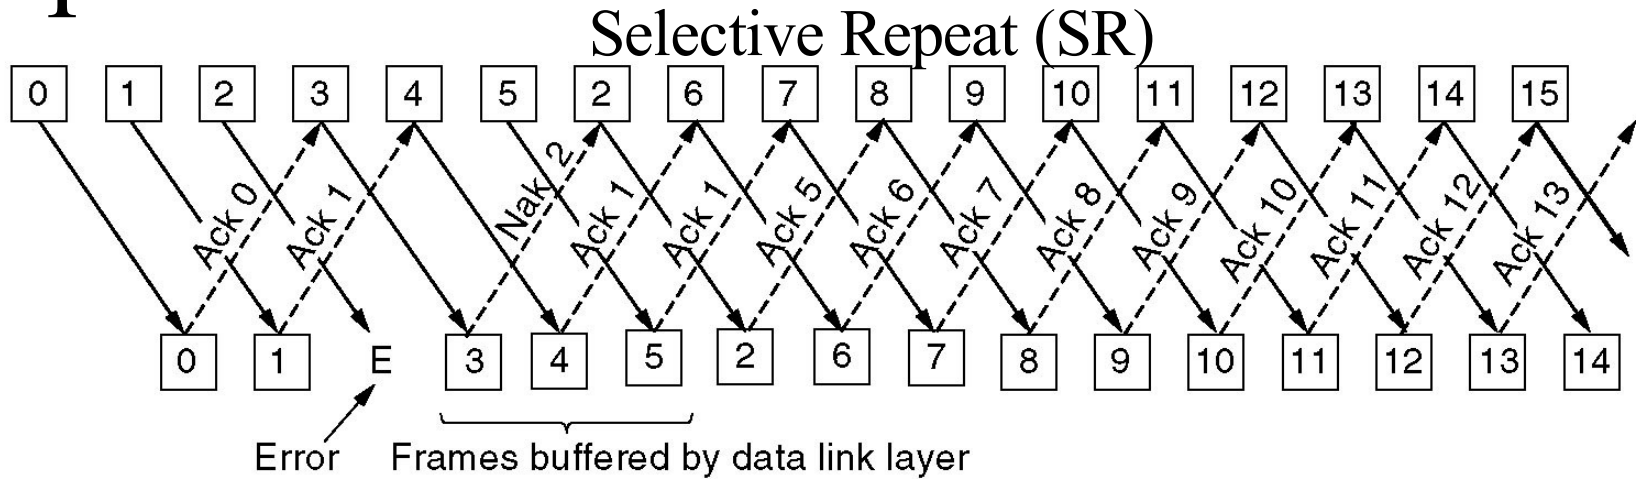 Selective Repeat (SR)
0 1 2 3 4 5 2 6 7 8 9 10 11 12 13 14 15
Ack 0 Ack 1 Nak 2 Ack 1 Ack 1 Ack 5 Ack 6 Ack 7 Ack 8 Ack 9 Ack 10 Ack 11 Ack 12 Ack 13
0 1 E 3 4 5 2 6 7 8 9 10 11 12 13 14
Error Frames buffered by data link layer